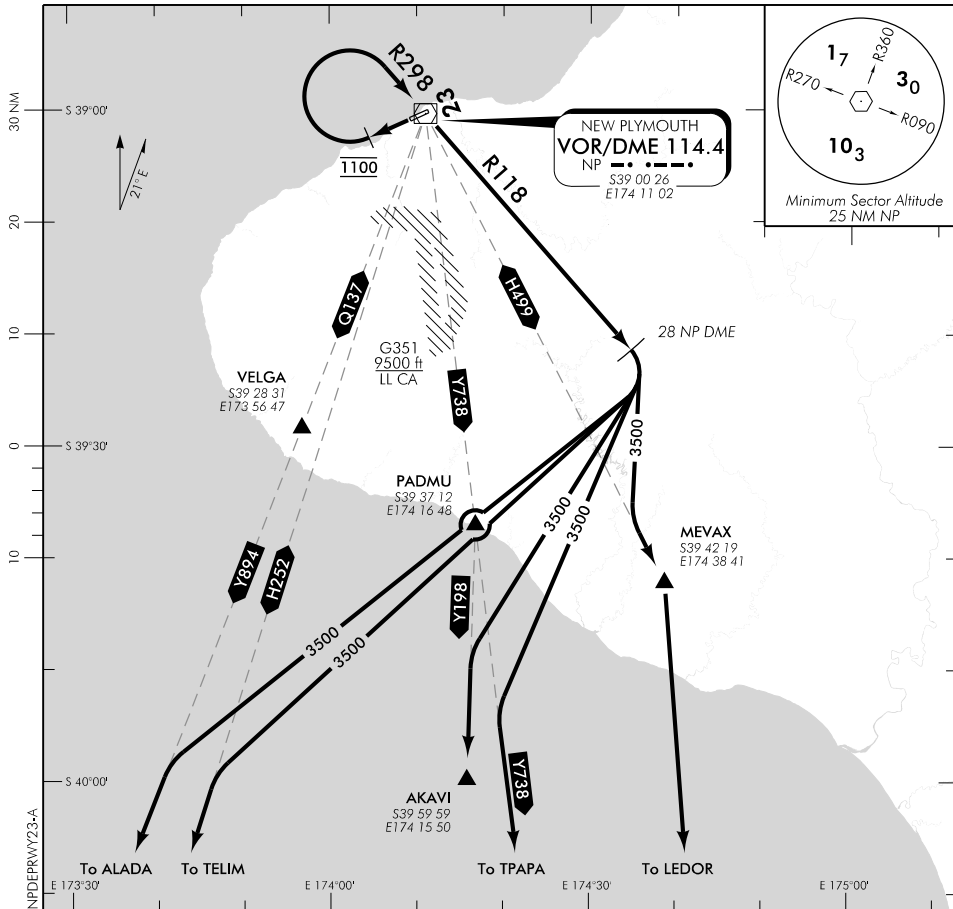 R298
23
1100
R118
NEW PLYMOUTH
VOR/DME 114.4
NP
S39 00 26
E174 11 02
17
30
103
R360
R270
R090
Minimum Sector Altitude
25 NM NP
30 NM
20
10
0
10
S 39°00'
S 39°30'
S 40°00'
21° E
Q137
H499
28 NP DME
G351
9500 ft
LL CA
Y738
VELGA
S39 28 31
E173 56 47
PADMU
S39 37 12
E174 16 48
3500
3500
3500
MEVAX
S39 42 19
E174 38 41
Y894
H252
Y198
3500
3500
AKAVI
S39 59 59
E174 15 50
Y738
To ALADA
To TELIM
To TPAPA
To LEDOR
E 173°30'
E 174°00'
E 174°30'
E 175°00'
NPDEPRWY23-A